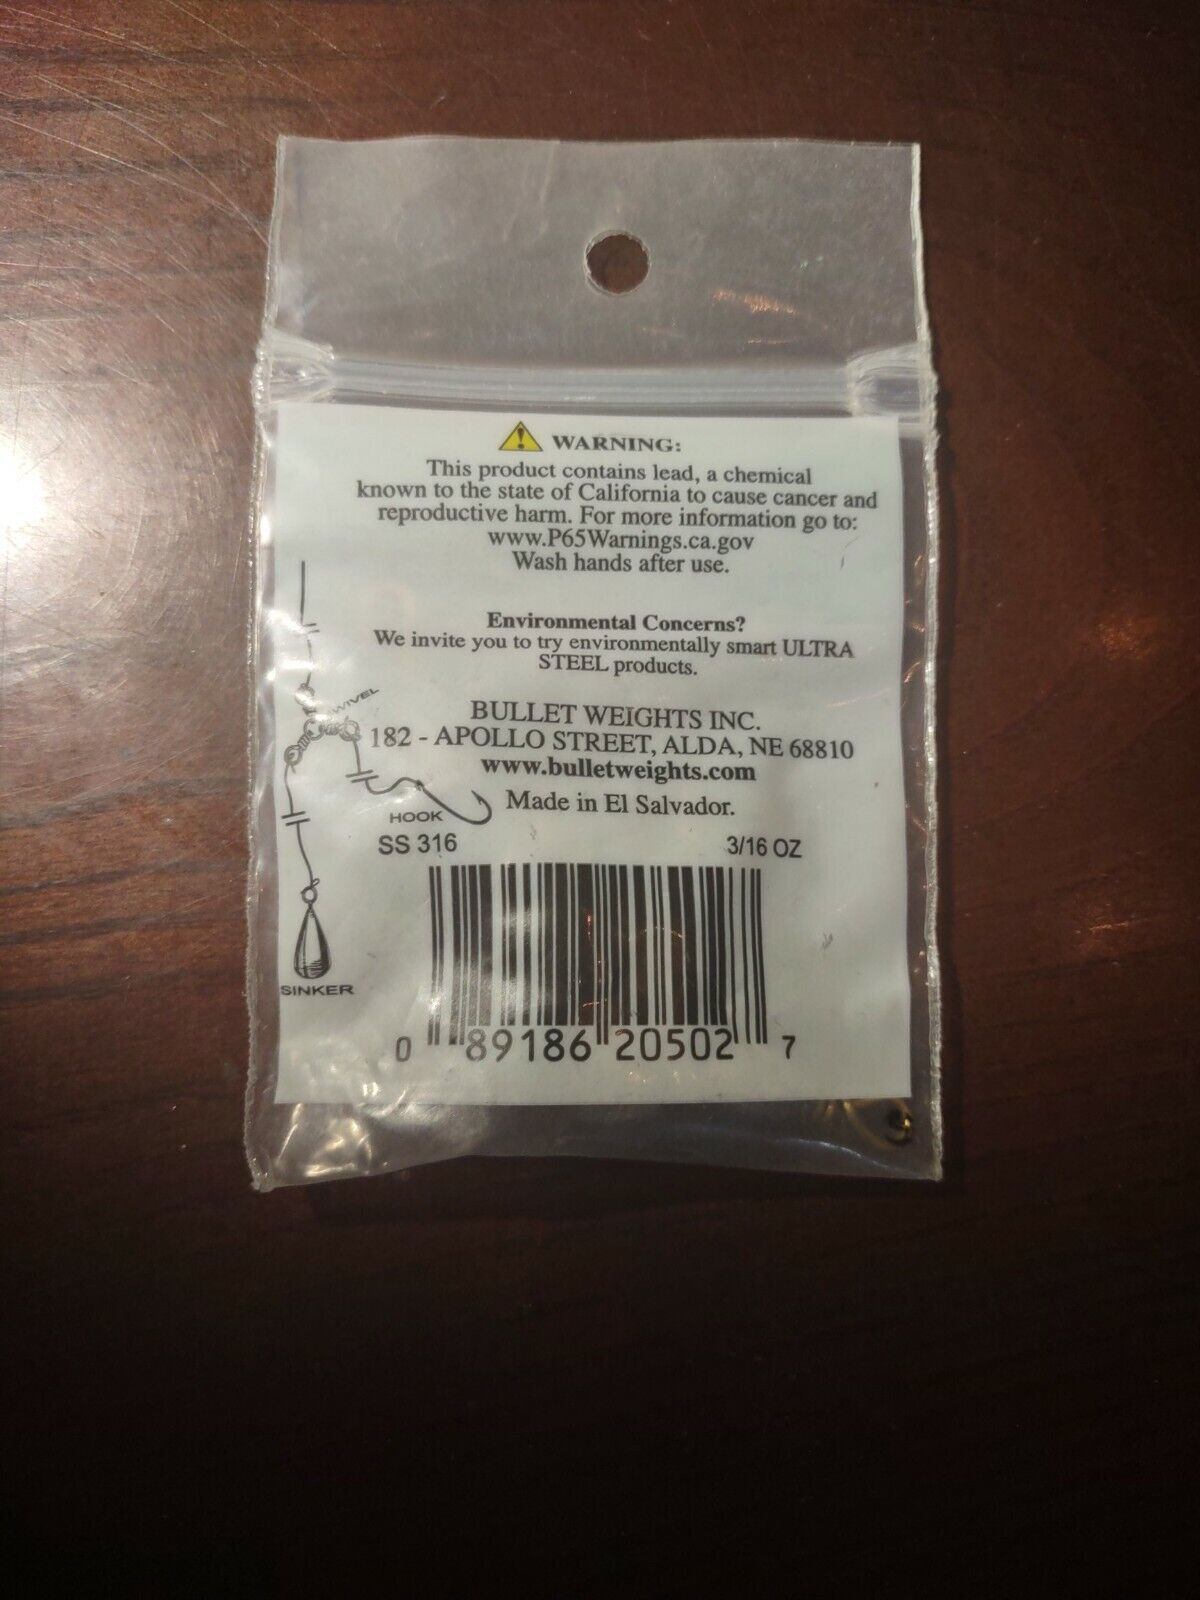 WARNING:
This product contains lead, a chemical
known to the state of California to cause cancer and
reproductive harm. For more information go to:
www.P65Warnings.ca.gov
Wash hands after use.
Environmental Concerns?
We invite you to try environmentally smart ULTRA
STEEL products.
SWIVEL
BULLET WEIGHTS INC.
182 - APOLLO STREET, ALDA, NE 68810
www.bulletweights.com
Made in El Salvador.
HOOK
SS 316 3/16 OZ
SINKER
0 89186 20502 7